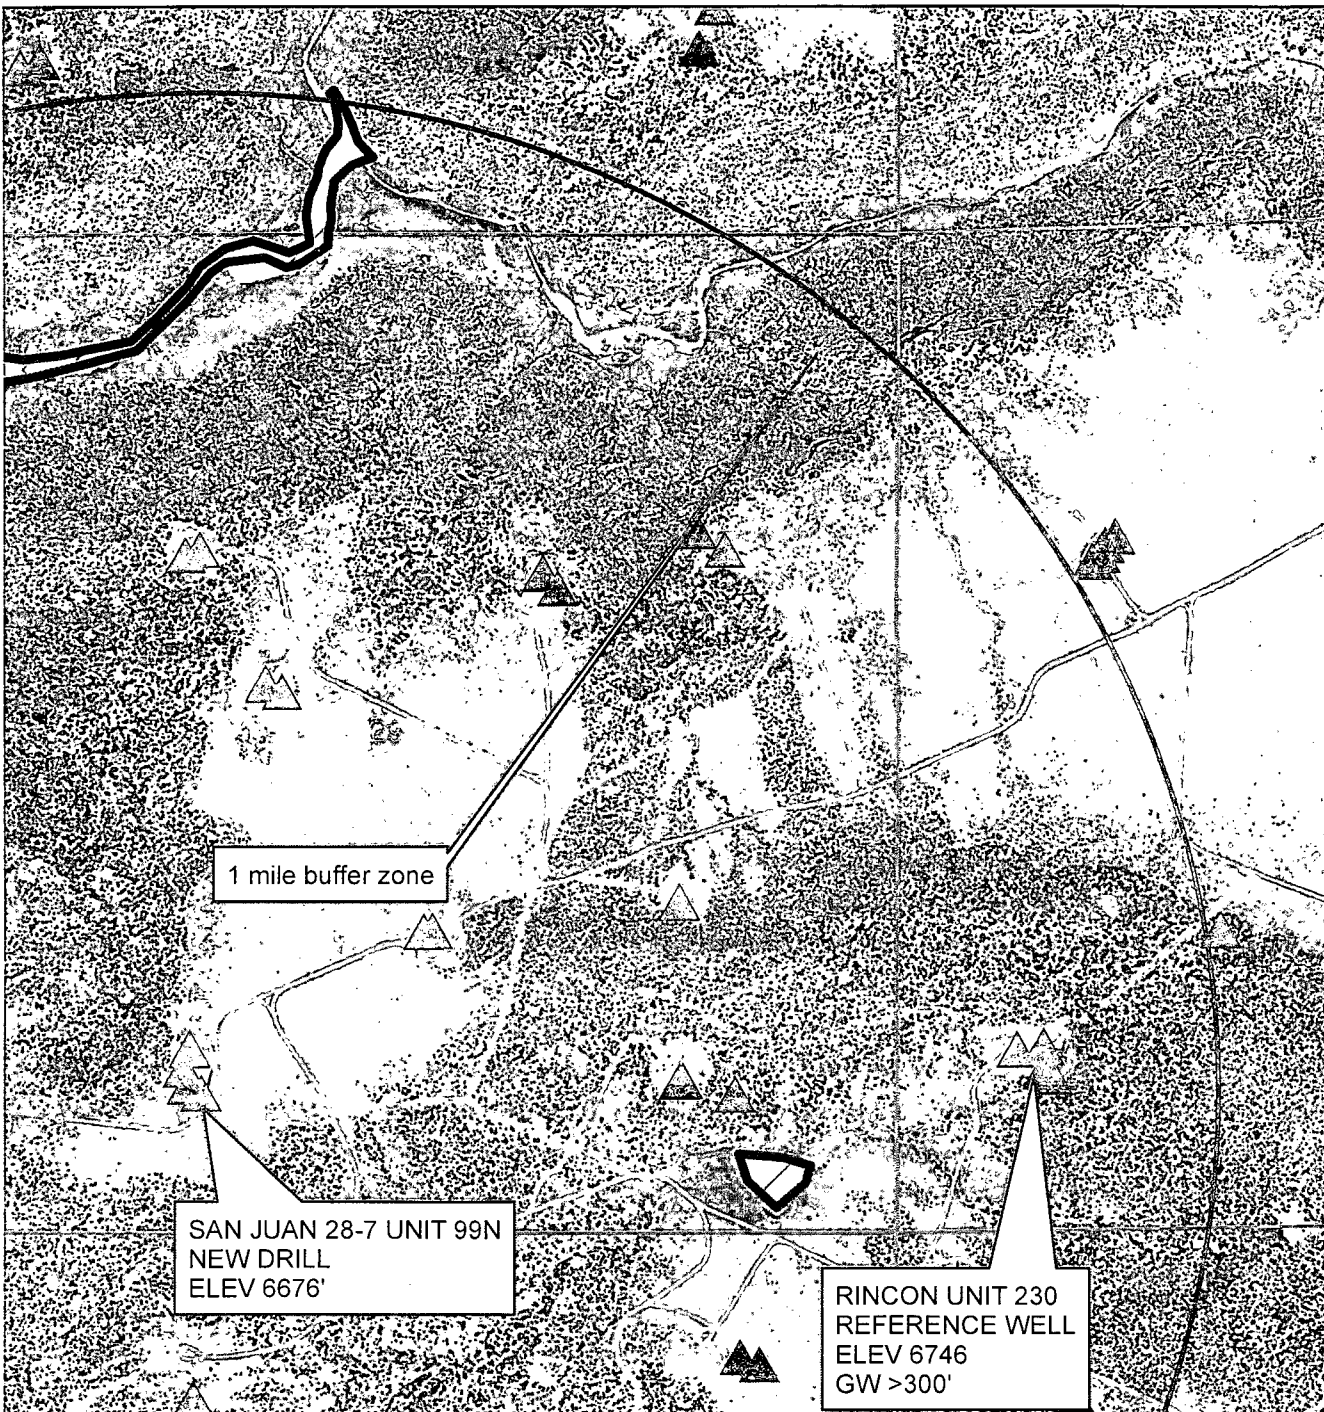 1 mile buffer zone
SAN JUAN 28-7 UNIT 99N
NEW DRILL
ELEV 6676'
RINCON UNIT 230
REFERENCE WELL
ELEV 6746
GW >300'